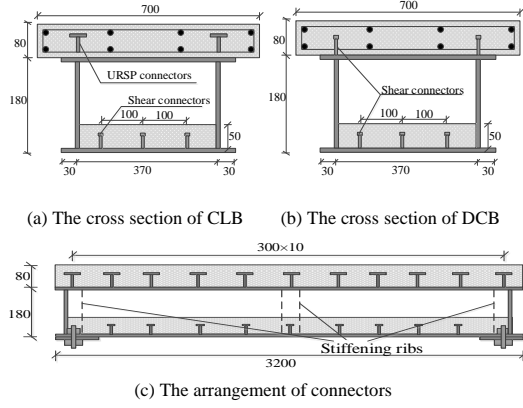 700
80
180
URSP connectors
Shear connectors
100 100
50
30 370 30
(a) The cross section of CLB
700
80
180
Shear connectors
100 100
50
30 370 30
(b) The cross section of DCB
300×10
80
180
Stiffening ribs
3200
(c) The arrangement of connectors